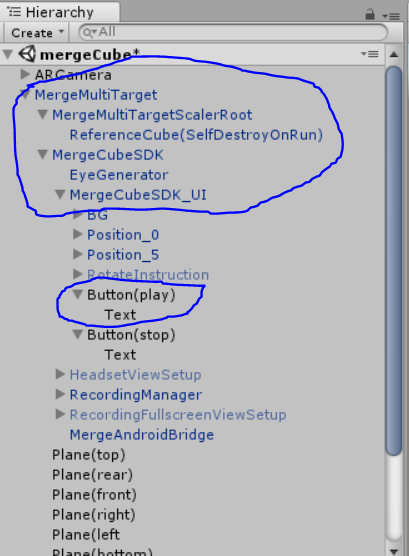 Hierarchy
Create All
mergeCube*
ARCamera
MergeMultiTarget
MergeMultiTargetScalerRoot
ReferenceCube(SelfDestroyOnRun)
MergeCubeSDK
EyeGenerator
MergeCubeSDK_UI
BG
Position_0
Position_5
RotateInstruction
Button(play)
Text
Button(stop)
Text
HeadsetViewSetup
RecordingManager
RecordingFullscreenViewSetup
MergeAndroidBridge
Plane(top)
Plane(rear)
Plane(front)
Plane(right)
Plane(left
Plane(bottom)